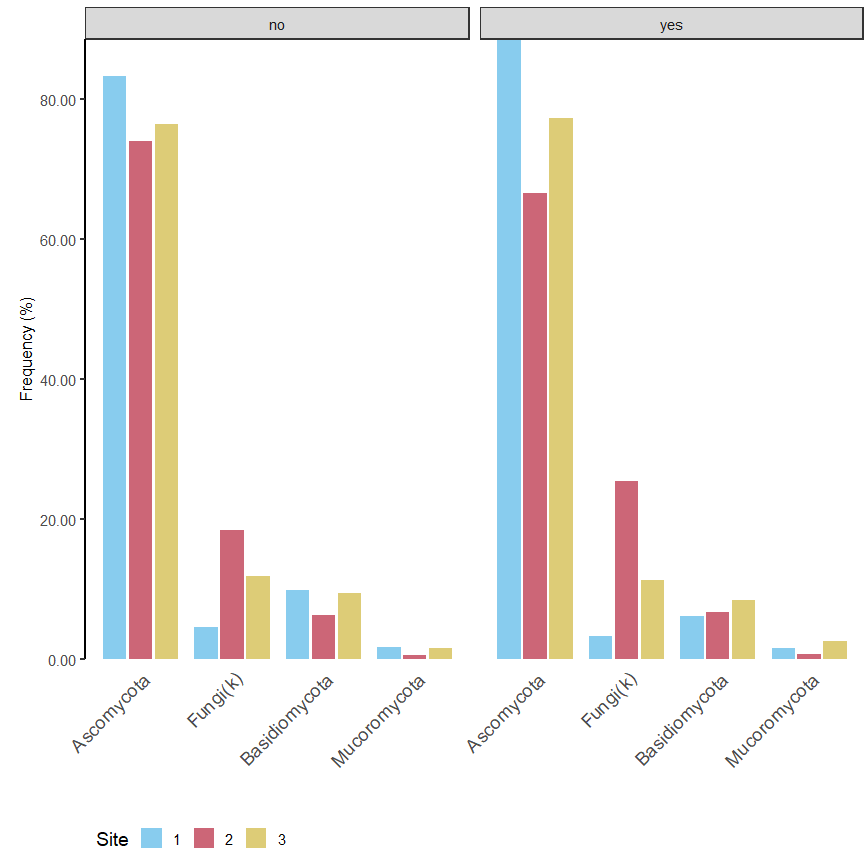 no yes
Frequency (%)
80.00
60.00
40.00
20.00
0.00
Ascomycota Fungi(k) Basidiomycota Mucoromycota Ascomycota Fungi(k) Basidiomycota Mucoromycota
Site 1 2 3